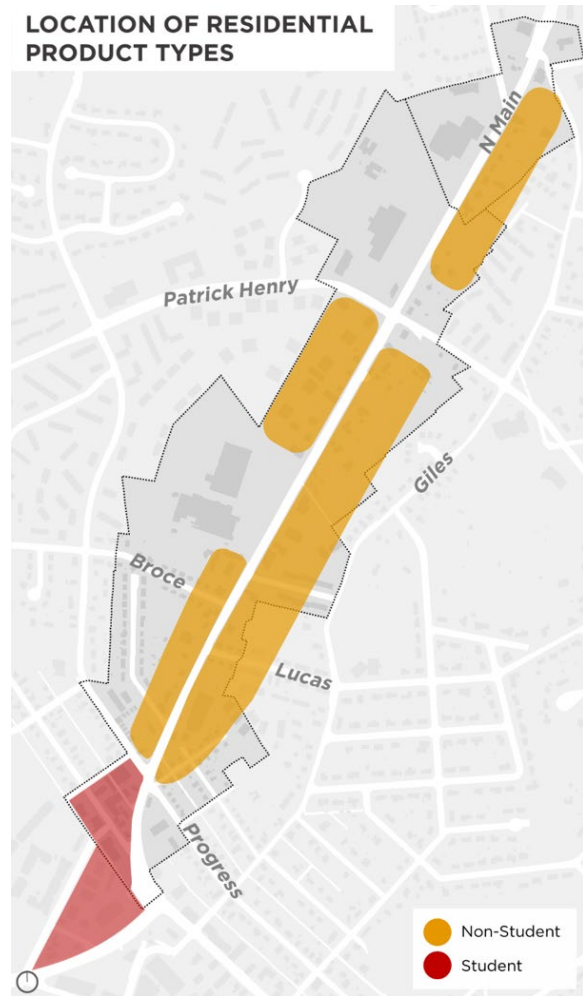 LOCATION OF RESIDENTIAL
PRODUCT TYPES
N Main
Patrick Henry
Giles
Broce
Lucas
Progress
Non-Student
Student